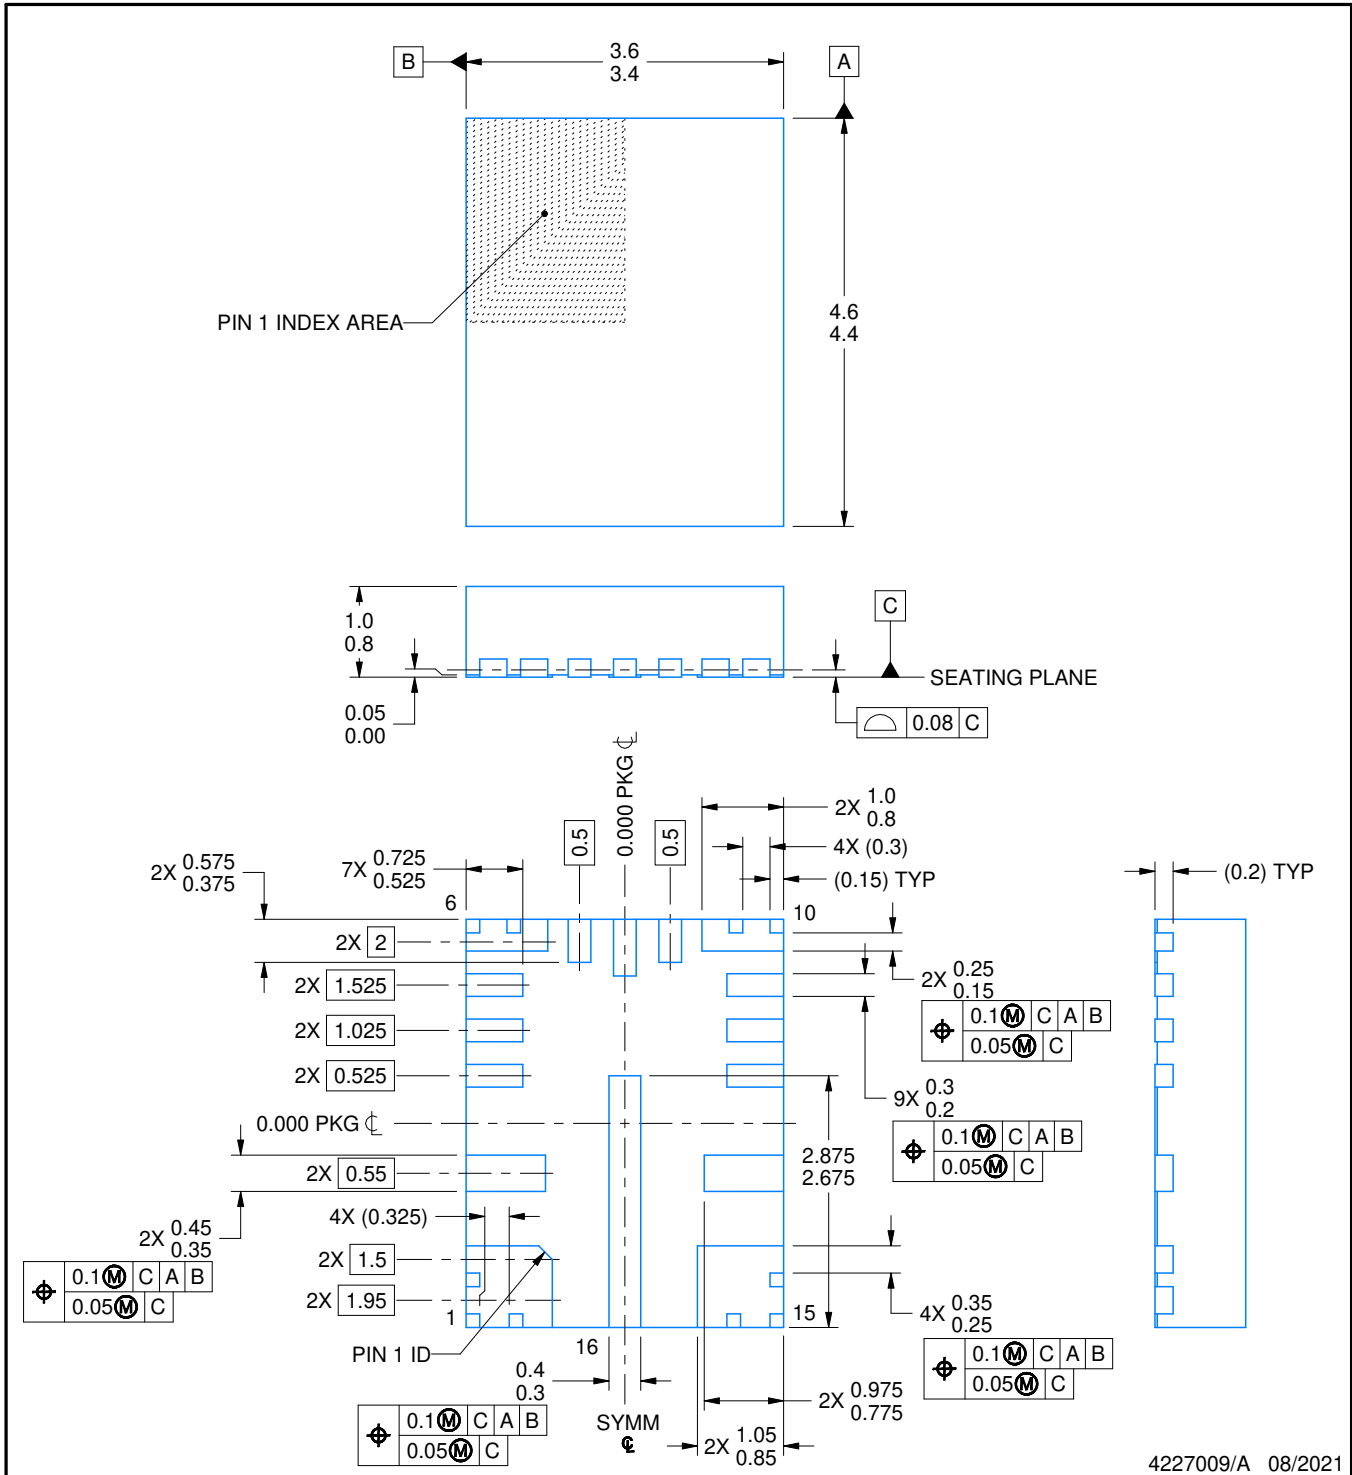 B
3.6
3.4
A
PIN 1 INDEX AREA
4.6
4.4
1.0
0.8
C
SEATING PLANE
0.05
0.00
0.08 C
0.000 PKG ℄
0.5
0.5
2X 1.0
0.8
4X (0.3)
(0.15) TYP
(0.2) TYP
2X 0.575
0.375
7X 0.725
0.525
6
10
2X 2
2X 1.525
2X 1.025
2X 0.525
0.000 PKG ℄
2X 0.55
2X 0.25
0.15
0.1 Ⓜ C A B
0.05 Ⓜ C
9X 0.3
0.2
0.1 Ⓜ C A B
0.05 Ⓜ C
2.875
2.675
4X (0.325)
2X 0.45
0.35
0.1 Ⓜ C A B
0.05 Ⓜ C
2X 1.5
2X 1.95
1
15
16
PIN 1 ID
4X 0.35
0.25
0.1 Ⓜ C A B
0.05 Ⓜ C
0.4
0.3
0.1 Ⓜ C A B
0.05 Ⓜ C
SYMM
℄
2X 0.975
0.775
2X 1.05
0.85
4227009/A 08/2021